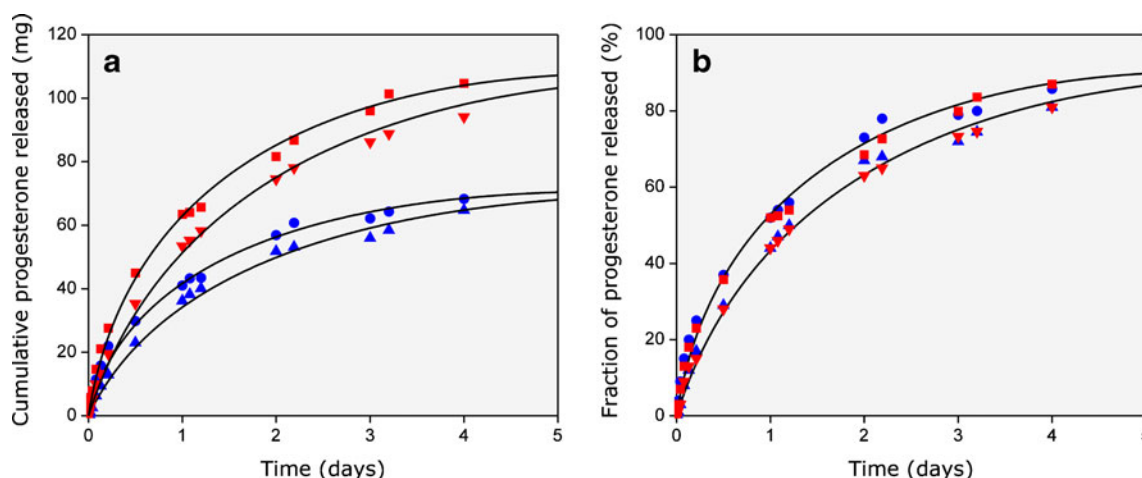 a
Cumulative progesterone released (mg)
120
100
80
60
40
20
0
0 1 2 3 4 5
Time (days)
b
Fraction of progesterone released (%)
100
80
60
40
20
0
0 1 2 3 4 5
Time (days)